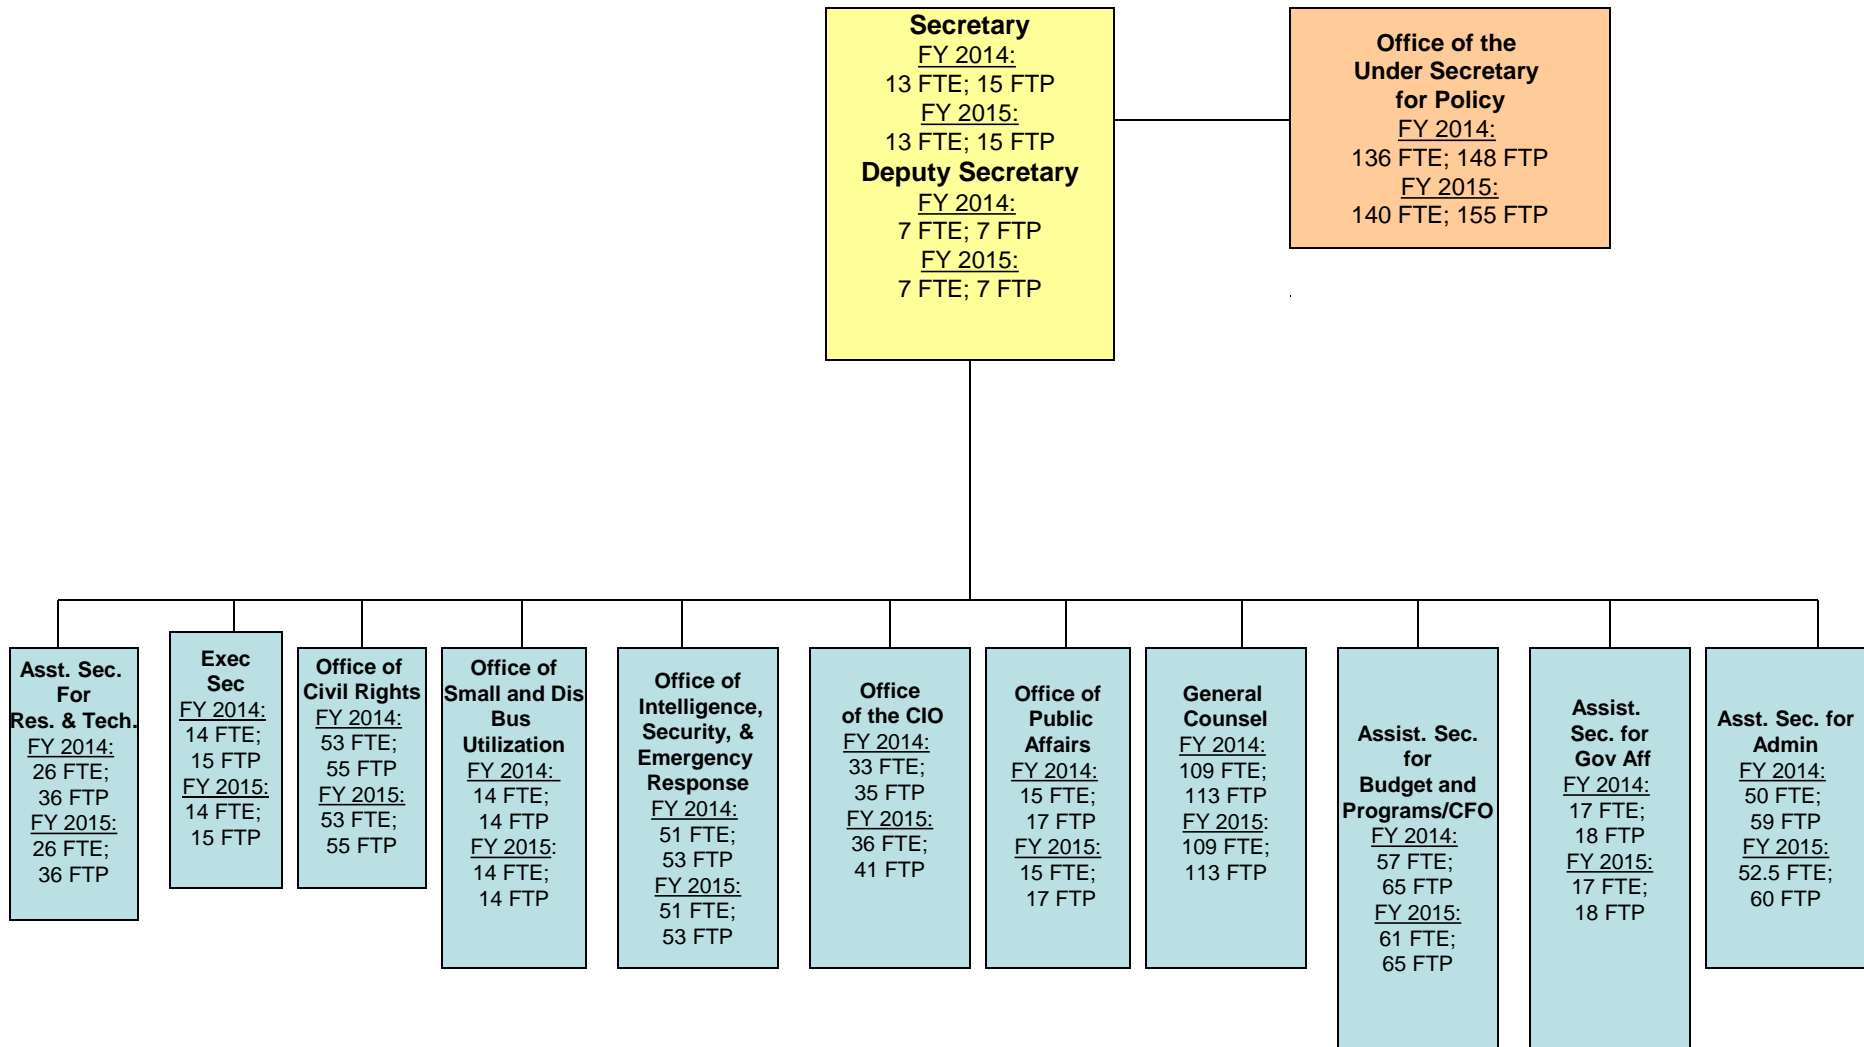 Secretary
FY 2014:
13 FTE; 15 FTP
FY 2015:
13 FTE; 15 FTP
Deputy Secretary
FY 2014:
7 FTE; 7 FTP
FY 2015:
7 FTE; 7 FTP
Office of the
Under Secretary
for Policy
FY 2014:
136 FTE; 148 FTP
FY 2015:
140 FTE; 155 FTP
Asst. Sec.
For
Res. & Tech.
FY 2014:
26 FTE;
36 FTP
FY 2015:
26 FTE;
36 FTP
Exec
Sec
FY 2014:
14 FTE;
15 FTP
FY 2015:
14 FTE;
15 FTP
Office of
Civil Rights
FY 2014:
53 FTE;
55 FTP
FY 2015:
53 FTE;
55 FTP
Office of
Small and Dis
Bus
Utilization
FY 2014:
14 FTE;
14 FTP
FY 2015:
14 FTE;
14 FTP
Office of
Intelligence,
Security, &
Emergency
Response
FY 2014:
51 FTE;
53 FTP
FY 2015:
51 FTE;
53 FTP
Office
of the CIO
FY 2014:
33 FTE;
35 FTP
FY 2015:
36 FTE;
41 FTP
Office of
Public
Affairs
FY 2014:
15 FTE;
17 FTP
FY 2015:
15 FTE;
17 FTP
General
Counsel
FY 2014:
109 FTE;
113 FTP
FY 2015:
109 FTE;
113 FTP
Assist. Sec.
for
Budget and
Programs/CFO
FY 2014:
57 FTE;
65 FTP
FY 2015:
61 FTE;
65 FTP
Assist.
Sec. for
Gov Aff
FY 2014:
17 FTE;
18 FTP
FY 2015:
17 FTE;
18 FTP
Asst. Sec. for
Admin
FY 2014:
50 FTE;
59 FTP
FY 2015:
52.5 FTE;
60 FTP